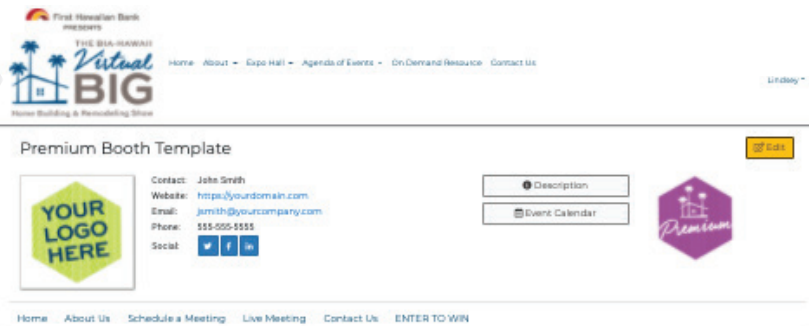 First Hawaiian Bank
PRESENTS
THE BIA-HAWAII
Virtual
BIG
Home Building & Remodeling Show
Home About Expo Hall Agenda of Events On Demand Resource Contact Us
Lindsey
Premium Booth Template
Edit
YOUR
LOGO
HERE
Contact: John Smith
Website: https://yourdomain.com
Email: jsmith@yourcompany.com
Phone: 555-555-5555
Social:
Description
Event Calendar
Premium
Home About Us Schedule a Meeting Live Meeting Contact Us ENTER TO WIN